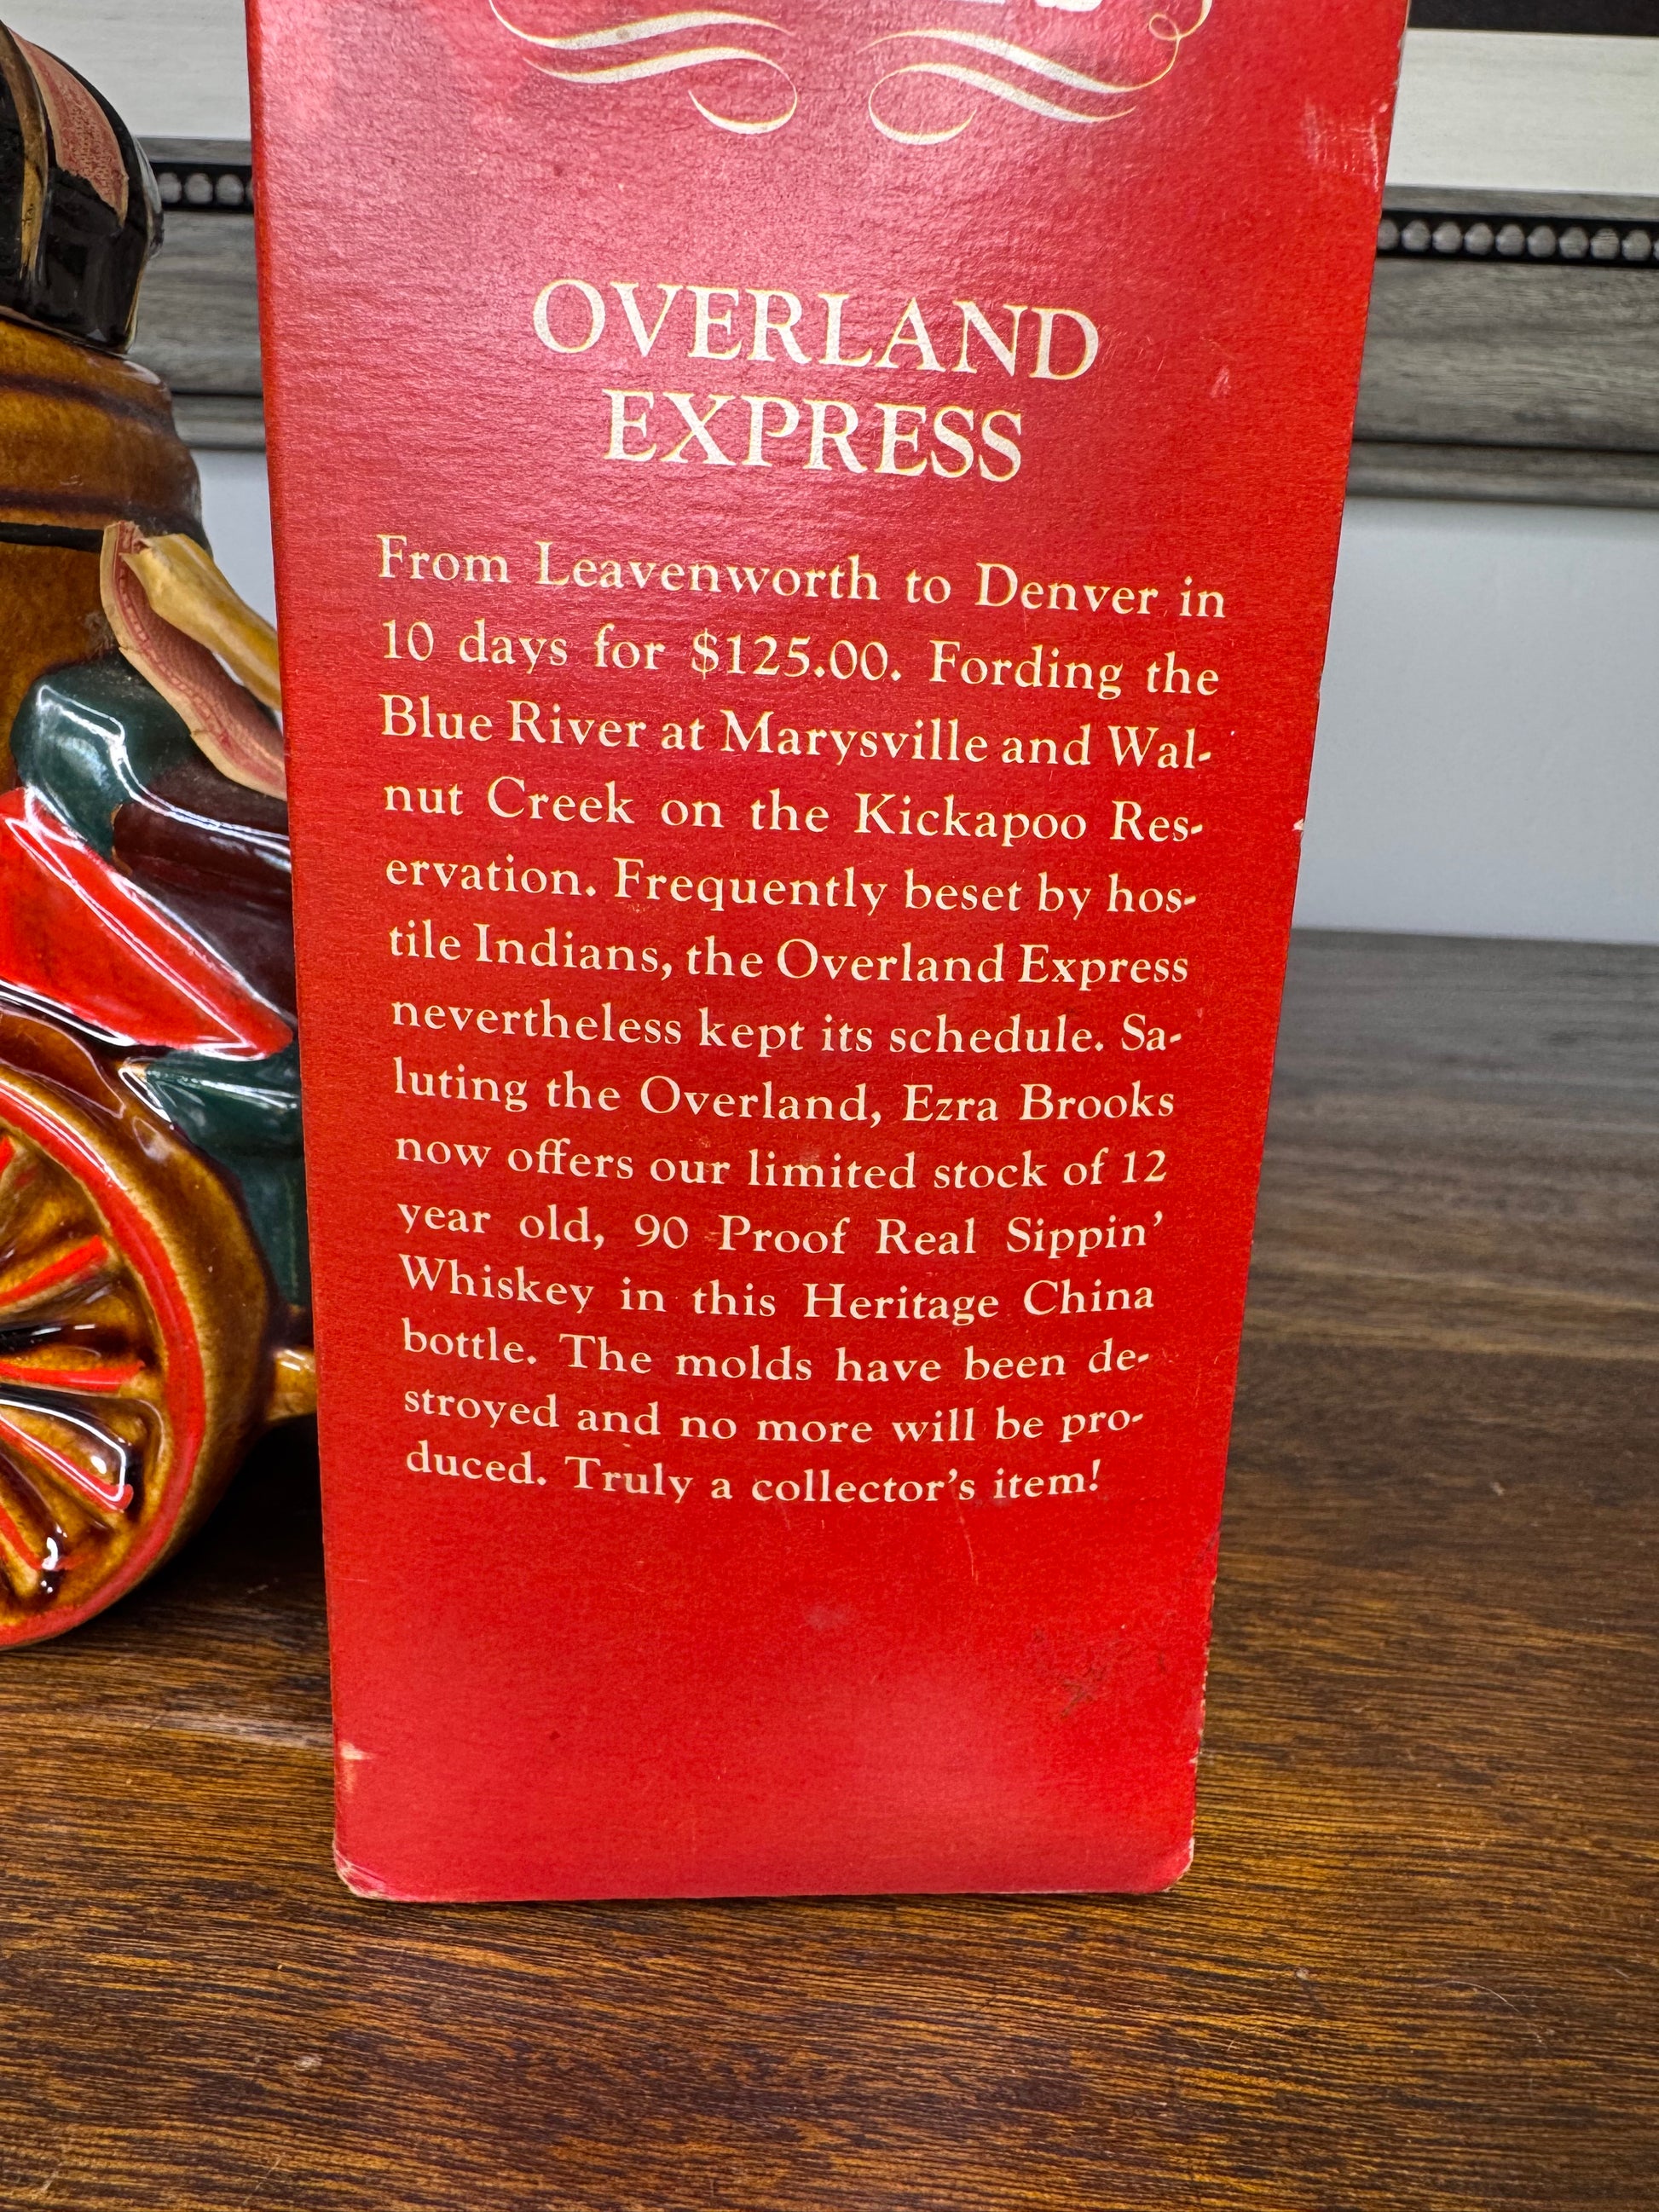 OVERLAND
EXPRESS
From Leavenworth to Denver in
10 days for $125.00. Fording the
Blue River at Marysville and Wal-
nut Creek on the Kickapoo Res-
ervation. Frequently beset by hos-
tile Indians, the Overland Express
nevertheless kept its schedule. Sa-
luting the Overland, Ezra Brooks
now offers our limited stock of 12
year old, 90 Proof Real Sippin'
Whiskey in this Heritage China
bottle. The molds have been de-
stroyed and no more will be pro-
duced. Truly a collector's item!